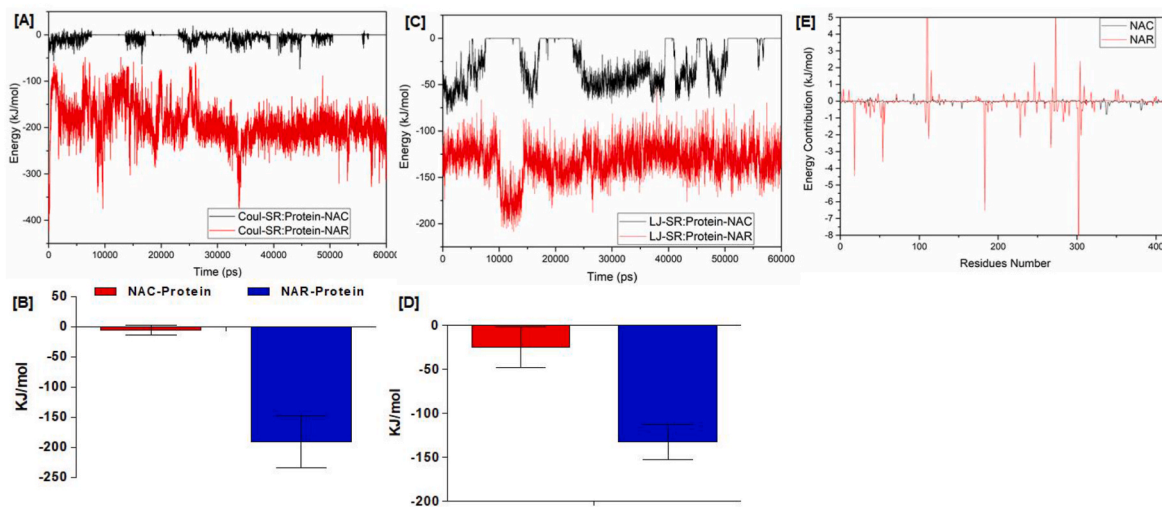 [A]
0
-100
-200
-300
-400
Energy (kJ/mol)
Coul-SR:Protein-NAC
Coul-SR:Protein-NAR
0 10000 20000 30000 40000 50000 60000
Time (ps)
[C]
0
-50
-100
-150
-200
Energy (kJ/mol)
LJ-SR:Protein-NAC
LJ-SR:Protein-NAR
0 10000 20000 30000 40000 50000 60000
Time (ps)
[E]
5
4
3
2
1
0
-1
-2
-3
-4
-5
-6
-7
-8
Energy Contribution (kJ/mol)
NAC
NAR
0 100 200 300 400
Residues Number
[B]
NAC-Protein NAR-Protein
50
0
-50
-100
-150
-200
-250
KJ/mol
[D]
0
-50
-100
-150
-200
KJ/mol